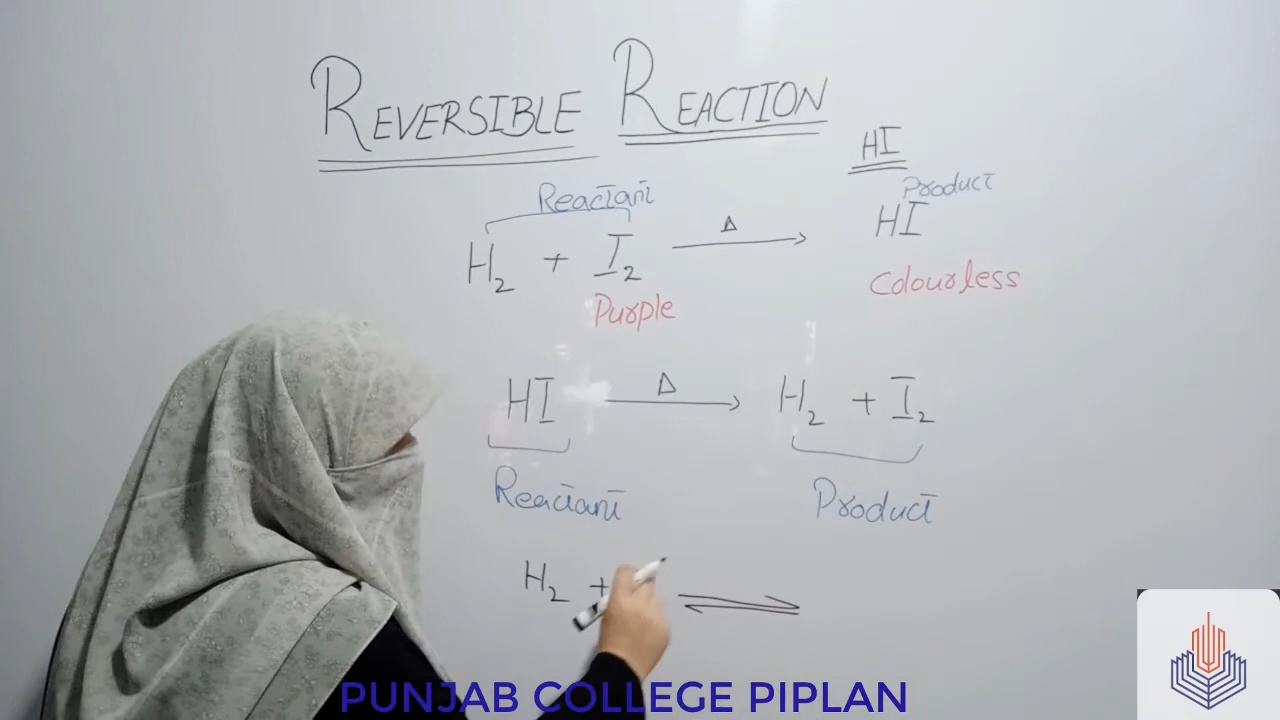 REVERSIBLE REACTION
HI
Reactant
Product
H₂ + I₂ —Δ→ HI
Purple
Colourless
HI —Δ→ H₂ + I₂
Reactant
Product
H₂ + ⇌
PUNJAB COLLEGE PIPLAN